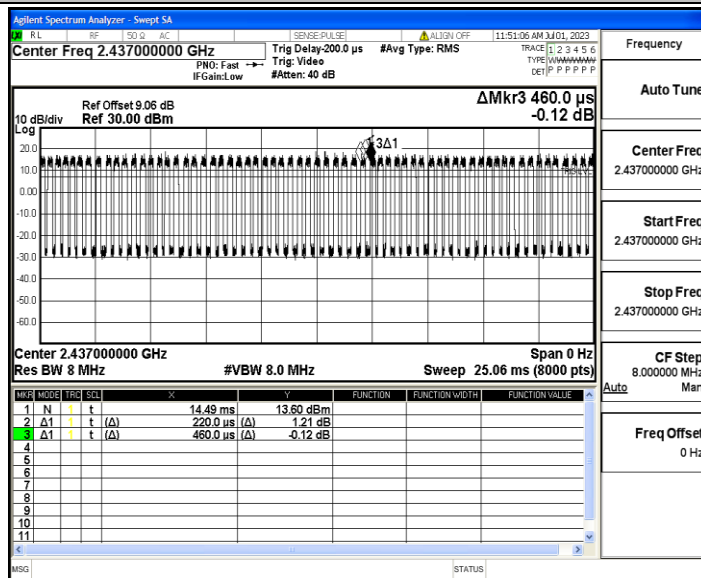 Agilent Spectrum Analyzer - Swept SA
RL RF 50 Ω AC SENSE:PULSE ALIGN OFF 11:51:06 AM Jul 01, 2023
Center Freq 2.437000000 GHz
PNO: Fast
IFGain:Low
Trig Delay-200.0 µs
Trig: Video
#Atten: 40 dB
#Avg Type: RMS
TRACE 1 2 3 4 5 6
TYPE
DET P P P P P P
Ref Offset 9.06 dB
10 dB/div Ref 30.00 dBm
Log
ΔMkr3 460.0 µs
-0.12 dB
3Δ1
20.0
10.0
0.00
-10.0
-20.0
-30.0
-40.0
-50.0
-60.0
Center 2.437000000 GHz Span 0 Hz
Res BW 8 MHz #VBW 8.0 MHz Sweep 25.06 ms (8000 pts)
MKR MODE TRC SCL X Y FUNCTION FUNCTION WIDTH FUNCTION VALUE
1 N t 14.49 ms 13.60 dBm
2 Δ1 t (Δ) 220.0 µs (Δ) 1.21 dB
3 Δ1 t (Δ) 460.0 µs (Δ) -0.12 dB
4
5
6
7
8
9
10
11
MSG STATUS
Frequency
Auto Tune
Center Freq
2.437000000 GHz
Start Freq
2.437000000 GHz
Stop Freq
2.437000000 GHz
CF Step
8.000000 MHz
Auto Man
Freq Offset
0 Hz